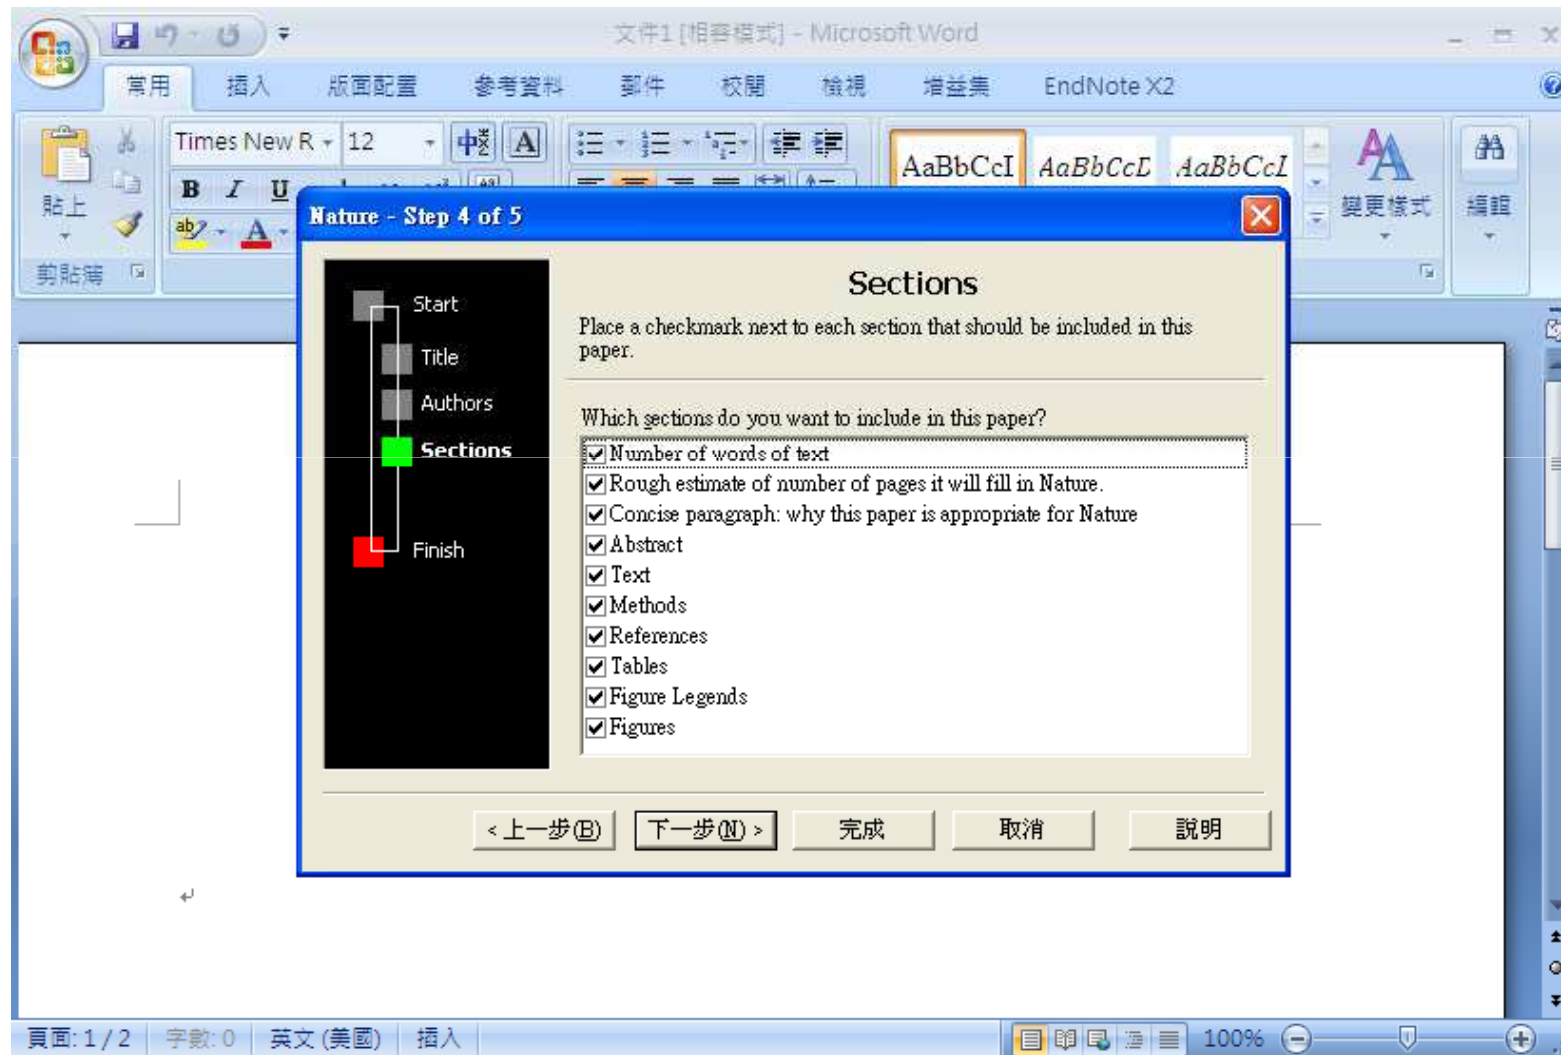 文件1 [相容模式] - Microsoft Word
常用 插入 版面配置 參考資料 郵件 校閱 檢視 增益集 EndNote X2
Times New R 12
AaBbCcI AaBbCcD AaBbCcI
B I U
貼上
變更樣式 編輯
剪貼簿
Nature - Step 4 of 5
Start
Title
Authors
Sections
Finish
Sections
Place a checkmark next to each section that should be included in this
paper.
Which sections do you want to include in this paper?
Number of words of text
Rough estimate of number of pages it will fill in Nature.
Concise paragraph: why this paper is appropriate for Nature
Abstract
Text
Methods
References
Tables
Figure Legends
Figures
< 上一步(B) 下一步(N) > 完成 取消 說明
頁面: 1 / 2 字數: 0 英文 (美國) 插入 100%